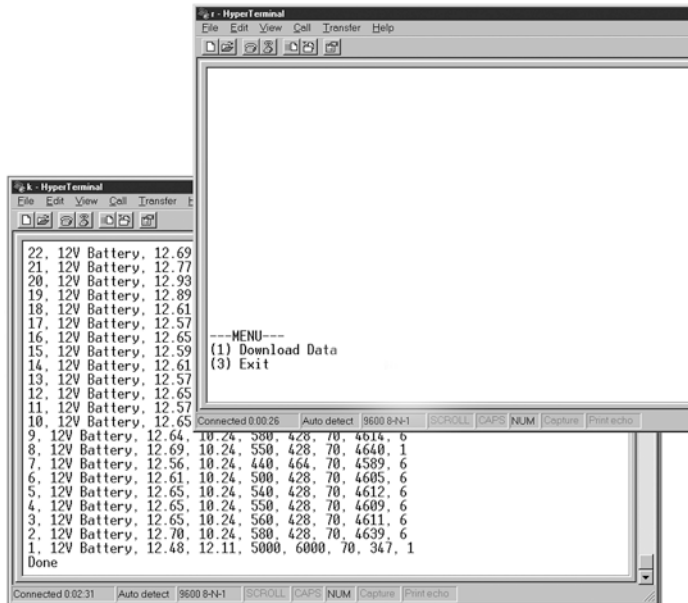 r - HyperTerminal
File Edit View Call Transfer Help
---MENU---
(1) Download Data
(3) Exit
Connected 0:00:26 Auto detect 9600 8-N-1 SCROLL CAPS NUM Capture Print echo
k - HyperTerminal
File Edit View Call Transfer
22, 12V Battery, 12.69
21, 12V Battery, 12.77
20, 12V Battery, 12.93
19, 12V Battery, 12.89
18, 12V Battery, 12.61
17, 12V Battery, 12.57
16, 12V Battery, 12.65
15, 12V Battery, 12.59
14, 12V Battery, 12.61
13, 12V Battery, 12.57
12, 12V Battery, 12.65
11, 12V Battery, 12.57
10, 12V Battery, 12.65
9, 12V Battery, 12.64, 10.24, 580, 428, 70, 4614, 6
8, 12V Battery, 12.69, 10.24, 550, 428, 70, 4640, 1
7, 12V Battery, 12.56, 10.24, 440, 464, 70, 4589, 6
6, 12V Battery, 12.61, 10.24, 500, 428, 70, 4605, 6
5, 12V Battery, 12.65, 10.24, 540, 428, 70, 4612, 6
4, 12V Battery, 12.65, 10.24, 550, 428, 70, 4609, 6
3, 12V Battery, 12.65, 10.24, 560, 428, 70, 4611, 6
2, 12V Battery, 12.70, 10.24, 580, 428, 70, 4639, 6
1, 12V Battery, 12.48, 12.11, 5000, 6000, 70, 347, 1
Done
Connected 0:02:31 Auto detect 9600 8-N-1 SCROLL CAPS NUM Capture Print echo